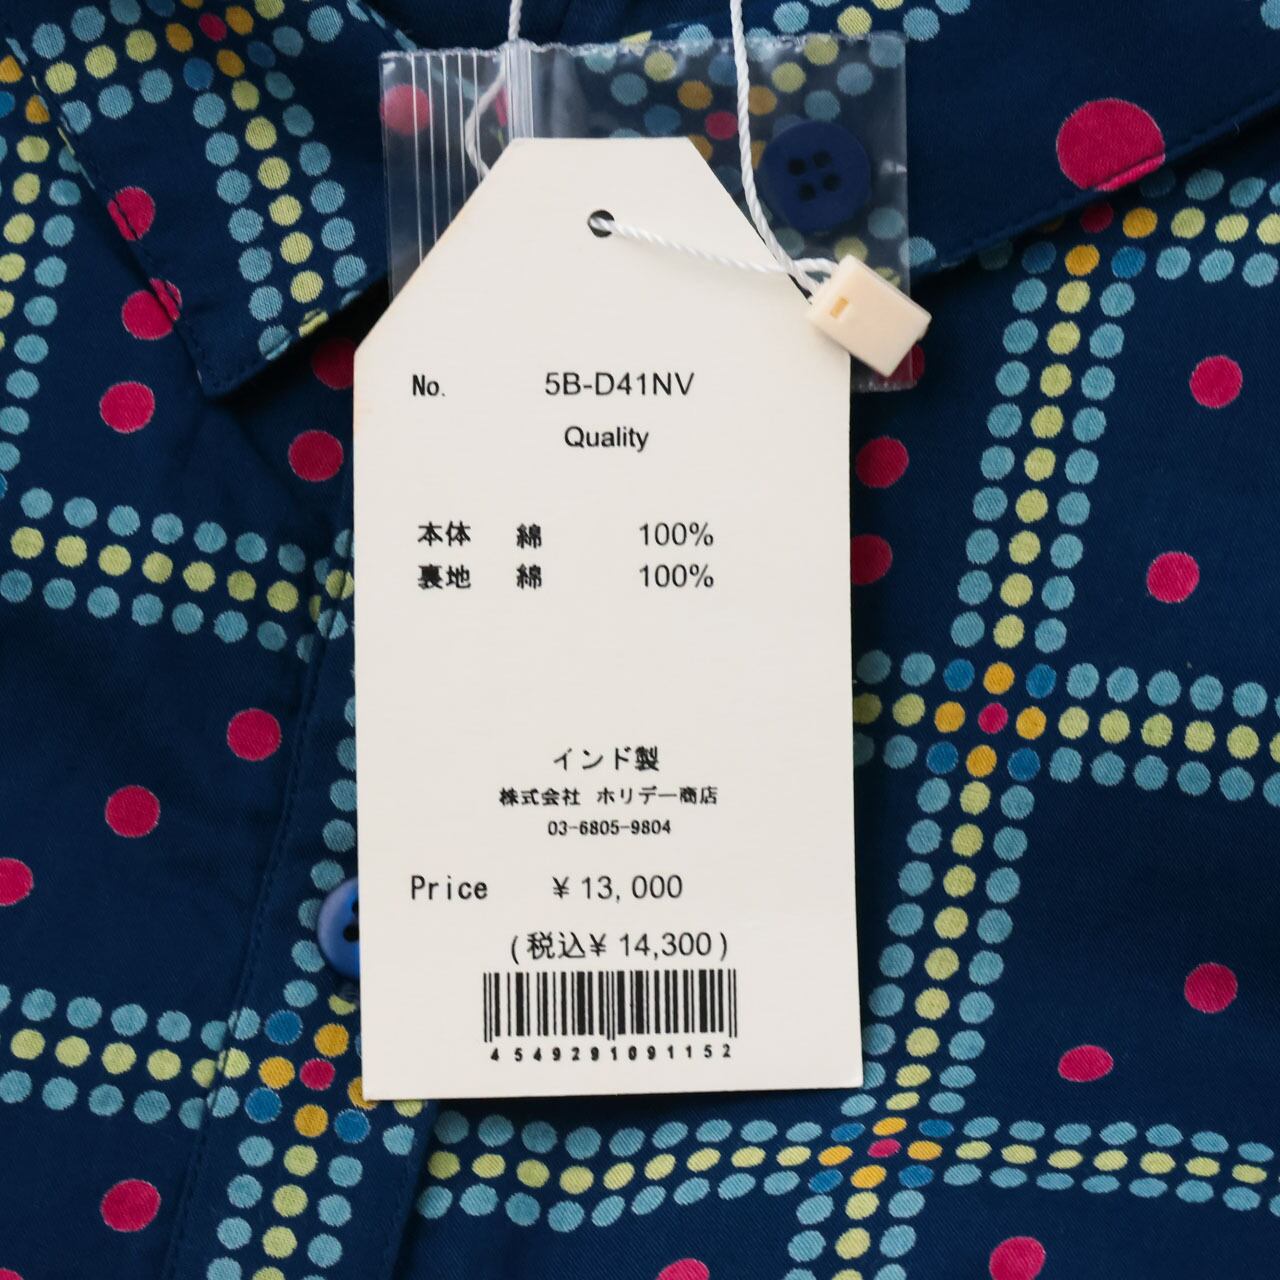 No. 5B-D41NV
Quality
本体 綿 100%
裏地 綿 100%
インド製
株式会社 ホリデー商店
03-6805-9804
Price ¥ 13,000
(税込¥ 14,300)
4549291091152